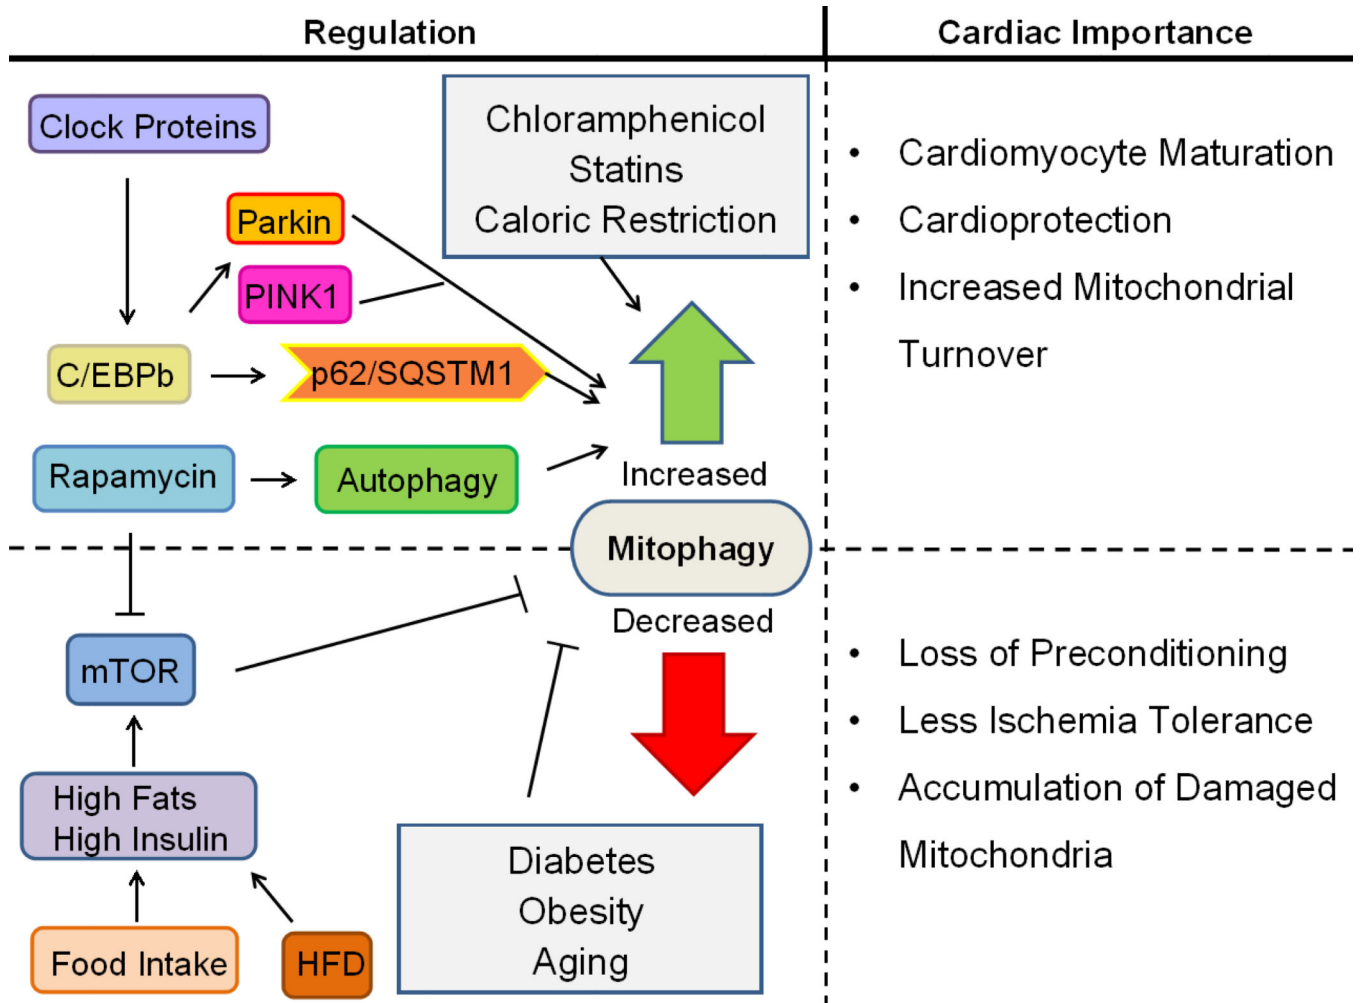 Regulation
Cardiac Importance
Clock Proteins
Chloramphenicol
Statins
Caloric Restriction
Parkin
PINK1
C/EBPb
p62/SQSTM1
Rapamycin
Autophagy
Increased
Mitophagy
Decreased
mTOR
High Fats
High Insulin
Food Intake
HFD
Diabetes
Obesity
Aging
• Cardiomyocyte Maturation
• Cardioprotection
• Increased Mitochondrial
Turnover
• Loss of Preconditioning
• Less Ischemia Tolerance
• Accumulation of Damaged
Mitochondria